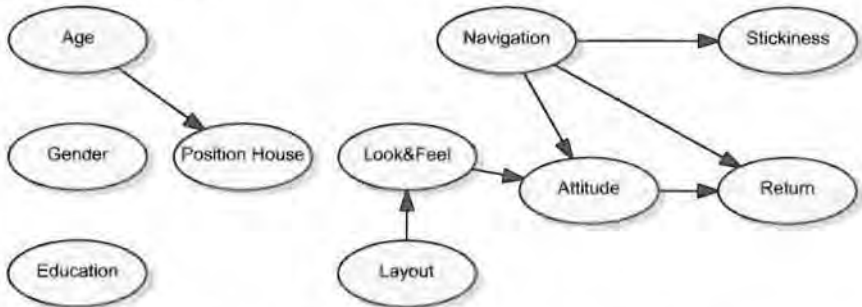 Age
Navigation
Stickiness
Gender
Position House
Look&Feel
Attitude
Return
Education
Layout